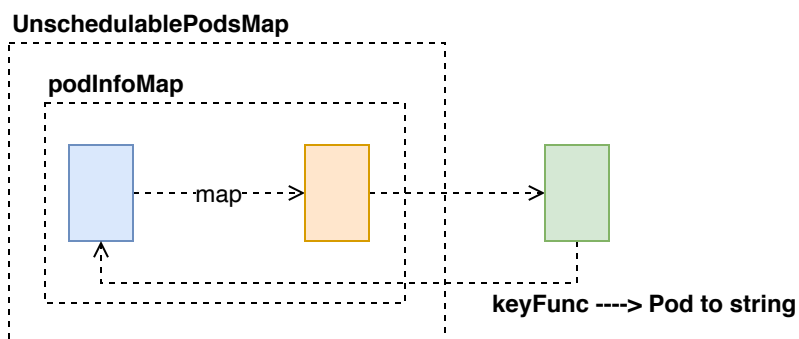 UnschedulablePodsMap
podInfoMap
map
keyFunc ----> Pod to string